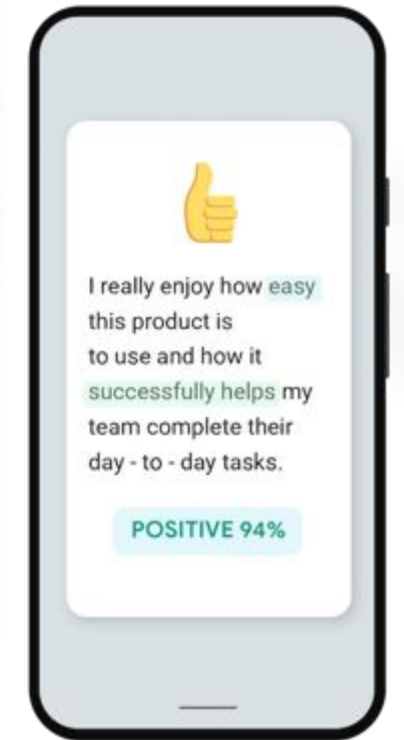 I really enjoy how easy
this product is
to use and how it
successfully helps my
team complete their
day - to - day tasks.
POSITIVE 94%